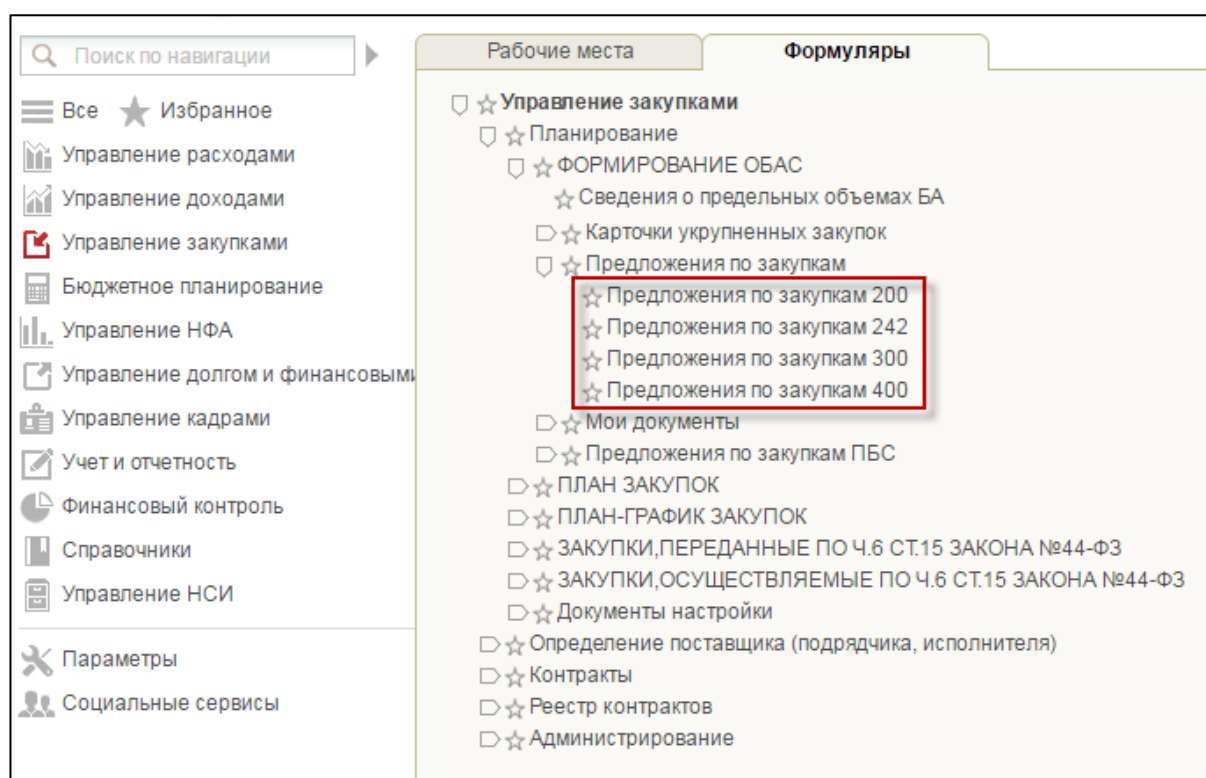 Поиск по навигации
Все Избранное
Управление расходами
Управление доходами
Управление закупками
Бюджетное планирование
Управление НФА
Управление долгом и финансовыми
Управление кадрами
Учет и отчетность
Финансовый контроль
Справочники
Управление НСИ
Параметры
Социальные сервисы
Рабочие места
Формуляры
Управление закупками
Планирование
ФОРМИРОВАНИЕ ОБАС
Сведения о предельных объемах БА
Карточки укрупненных закупок
Предложения по закупкам
Предложения по закупкам 200
Предложения по закупкам 242
Предложения по закупкам 300
Предложения по закупкам 400
Мои документы
Предложения по закупкам ПБС
ПЛАН ЗАКУПОК
ПЛАН-ГРАФИК ЗАКУПОК
ЗАКУПКИ,ПЕРЕДАННЫЕ ПО Ч.6 СТ.15 ЗАКОНА №44-ФЗ
ЗАКУПКИ,ОСУЩЕСТВЛЯЕМЫЕ ПО Ч.6 СТ.15 ЗАКОНА №44-ФЗ
Документы настройки
Определение поставщика (подрядчика, исполнителя)
Контракты
Реестр контрактов
Администрирование